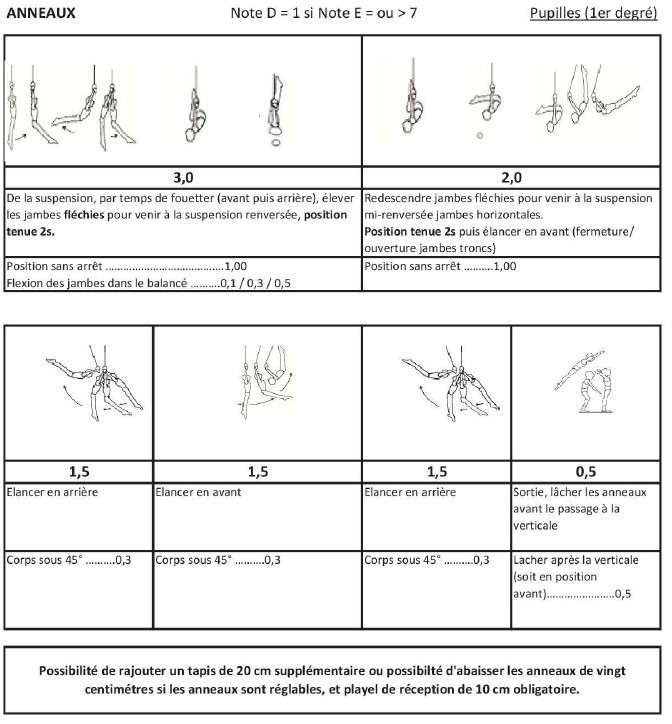 ANNEAUX Note D = 1 si Note E = ou > 7 Pupilles (1er degré)
3,0
De la suspension, par temps de fouetter (avant puis arrière), élever
les jambes fléchies pour venir à la suspension renversée, position
tenue 2s.
Position sans arrêt ..........................................1,00
Flexion des jambes dans le balancé ..........0,1 / 0,3 / 0,5
2,0
Redescendre jambes fléchies pour venir à la suspension
mi-renversée jambes horizontales.
Position tenue 2s puis élancer en avant (fermeture/
ouverture jambes troncs)
Position sans arrêt ..........1,00
1,5
Elancer en arrière
Corps sous 45° ..........0,3
1,5
Elancer en avant
Corps sous 45° ..........0,3
1,5
Elancer en arrière
Corps sous 45° ..........0,3
0,5
Sortie, lâcher les anneaux
avant le passage à la
verticale
Lacher après la verticale
(soit en position
avant).......................0,5
Possibilité de rajouter un tapis de 20 cm supplémentaire ou possibilté d'abaisser les anneaux de vingt
centimétres si les anneaux sont réglables, et playel de réception de 10 cm obligatoire.